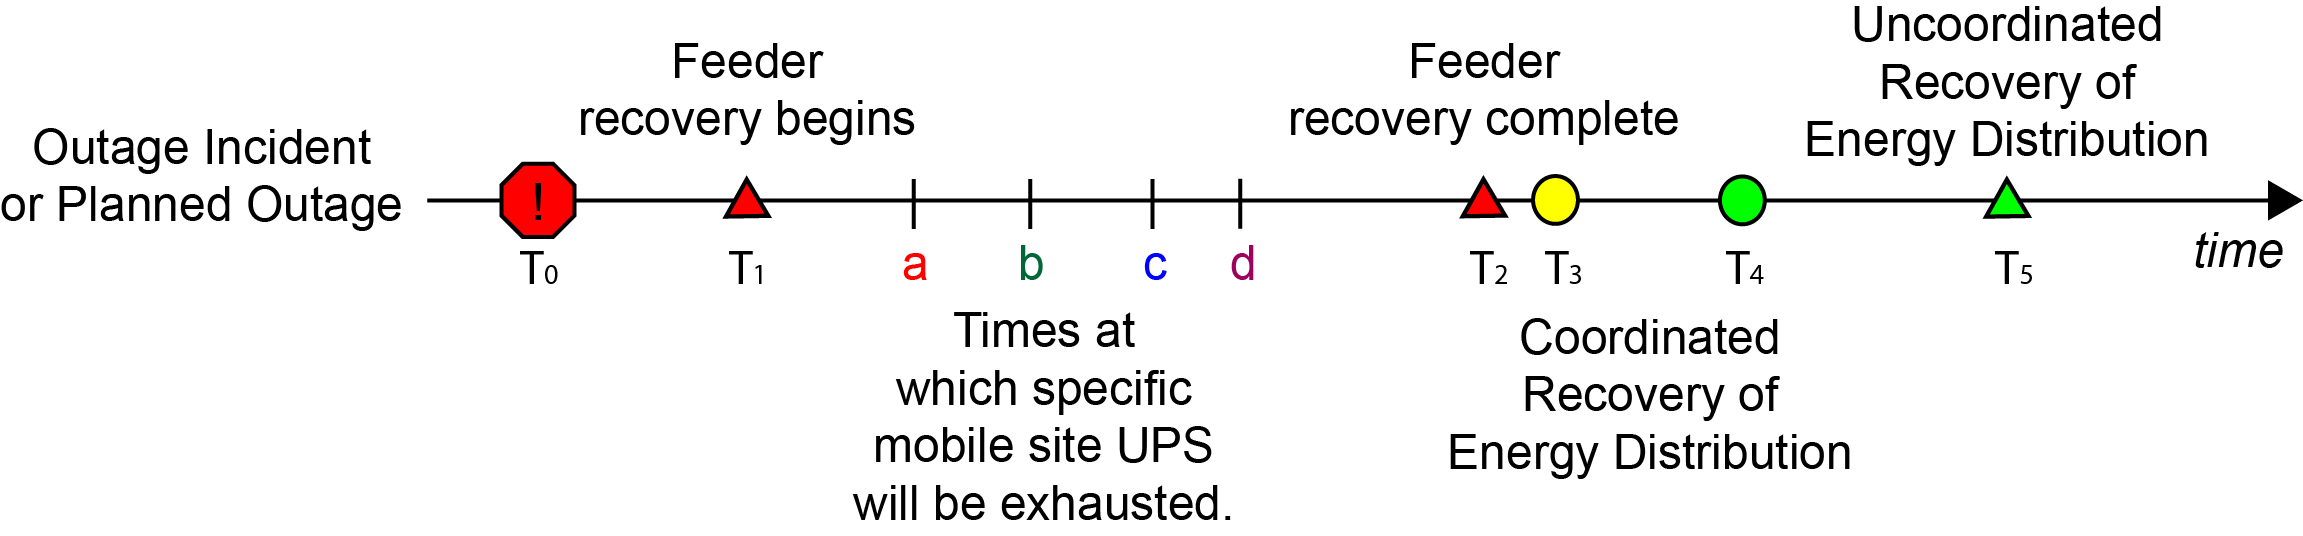 Outage Incident
or Planned Outage
Feeder
recovery begins
Feeder
recovery complete
Uncoordinated
Recovery of
Energy Distribution
!
T0
T1
a
b
c
d
T2
T3
T4
T5
time
Times at
which specific
mobile site UPS
will be exhausted.
Coordinated
Recovery of
Energy Distribution